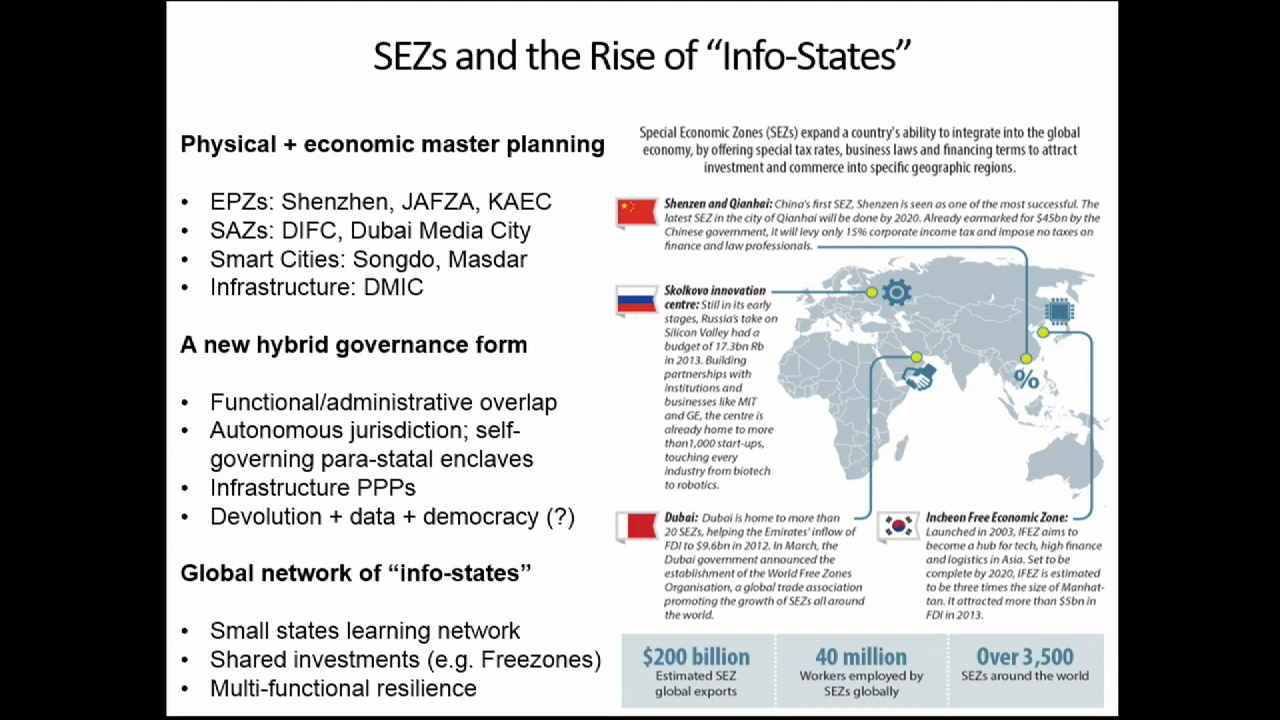 SEZs and the Rise of “Info-States”
Physical + economic master planning
• EPZs: Shenzhen, JAFZA, KAEC
• SAZs: DIFC, Dubai Media City
• Smart Cities: Songdo, Masdar
• Infrastructure: DMIC
A new hybrid governance form
• Functional/administrative overlap
• Autonomous jurisdiction; self-
governing para-statal enclaves
• Infrastructure PPPs
• Devolution + data + democracy (?)
Global network of “info-states”
• Small states learning network
• Shared investments (e.g. Freezones)
• Multi-functional resilience
Special Economic Zones (SEZs) expand a country's ability to integrate into the global
economy, by offering special tax rates, business laws and financing terms to attract
investment and commerce into specific geographic regions.
Shenzen and Qianhai: China's first SEZ, Shenzen is seen as one of the most successful. The
latest SEZ in the city of Qianhai will be done by 2020. Already earmarked for $45bn by the
Chinese government, it will levy only 15% corporate income tax and impose no taxes on
finance and law professionals.
Skolkovo innovation
centre: Still in its early
stages, Russia's take on
Silicon Valley had a
budget of 17.3bn Rb
in 2013. Building
partnerships with
institutions and
businesses like MIT
and GE, the centre is
already home to more
than1,000 start-ups,
touching every
industry from biotech
to robotics.
%
Dubai: Dubai is home to more than
20 SEZs, helping the Emirates' inflow of
FDI to $9.6bn in 2012. In March, the
Dubai government announced the
establishment of the World Free Zones
Organisation, a global trade association
promoting the growth of SEZs all around
the world.
Incheon Free Economic Zone:
Launched in 2003, IFEZ aims to
become a hub for tech, high finance
and logistics in Asia. Set to be
complete by 2020, IFEZ is estimated
to be three times the size of Manhat-
tan. It attracted more than $5bn in
FDI in 2013.
$200 billion
Estimated SEZ
global exports
40 million
Workers employed by
SEZs globally
Over 3,500
SEZs around the world